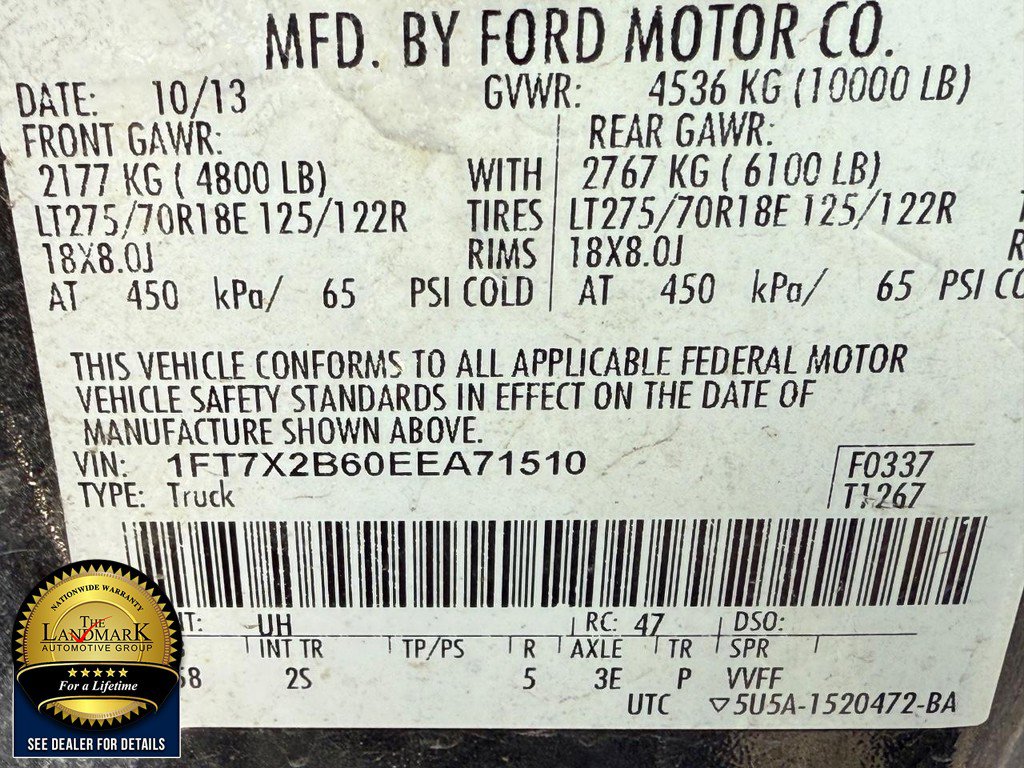 MFD. BY FORD MOTOR CO.
DATE: 10/13 GVWR: 4536 KG (10000 LB)
FRONT GAWR: REAR GAWR:
2177 KG ( 4800 LB) WITH 2767 KG ( 6100 LB)
LT275/70R18E 125/122R TIRES LT275/70R18E 125/122R
18X8.0J RIMS 18X8.0J
AT 450 kPa/ 65 PSI COLD AT 450 kPa/ 65 PSI CO
THIS VEHICLE CONFORMS TO ALL APPLICABLE FEDERAL MOTOR
VEHICLE SAFETY STANDARDS IN EFFECT ON THE DATE OF
MANUFACTURE SHOWN ABOVE.
VIN: 1FT7X2B60EEA71510 F0337
TYPE: Truck T1267
NT: UH RC: 47 DSO:
INT TR TP/PS R AXLE TR SPR
58 2S 5 3E P VVFF
UTC ▽5U5A-1520472-BA
NATIONWIDE WARRANTY
THE
LANDMARK
AUTOMOTIVE GROUP
★★★★★
For a Lifetime
SEE DEALER FOR DETAILS